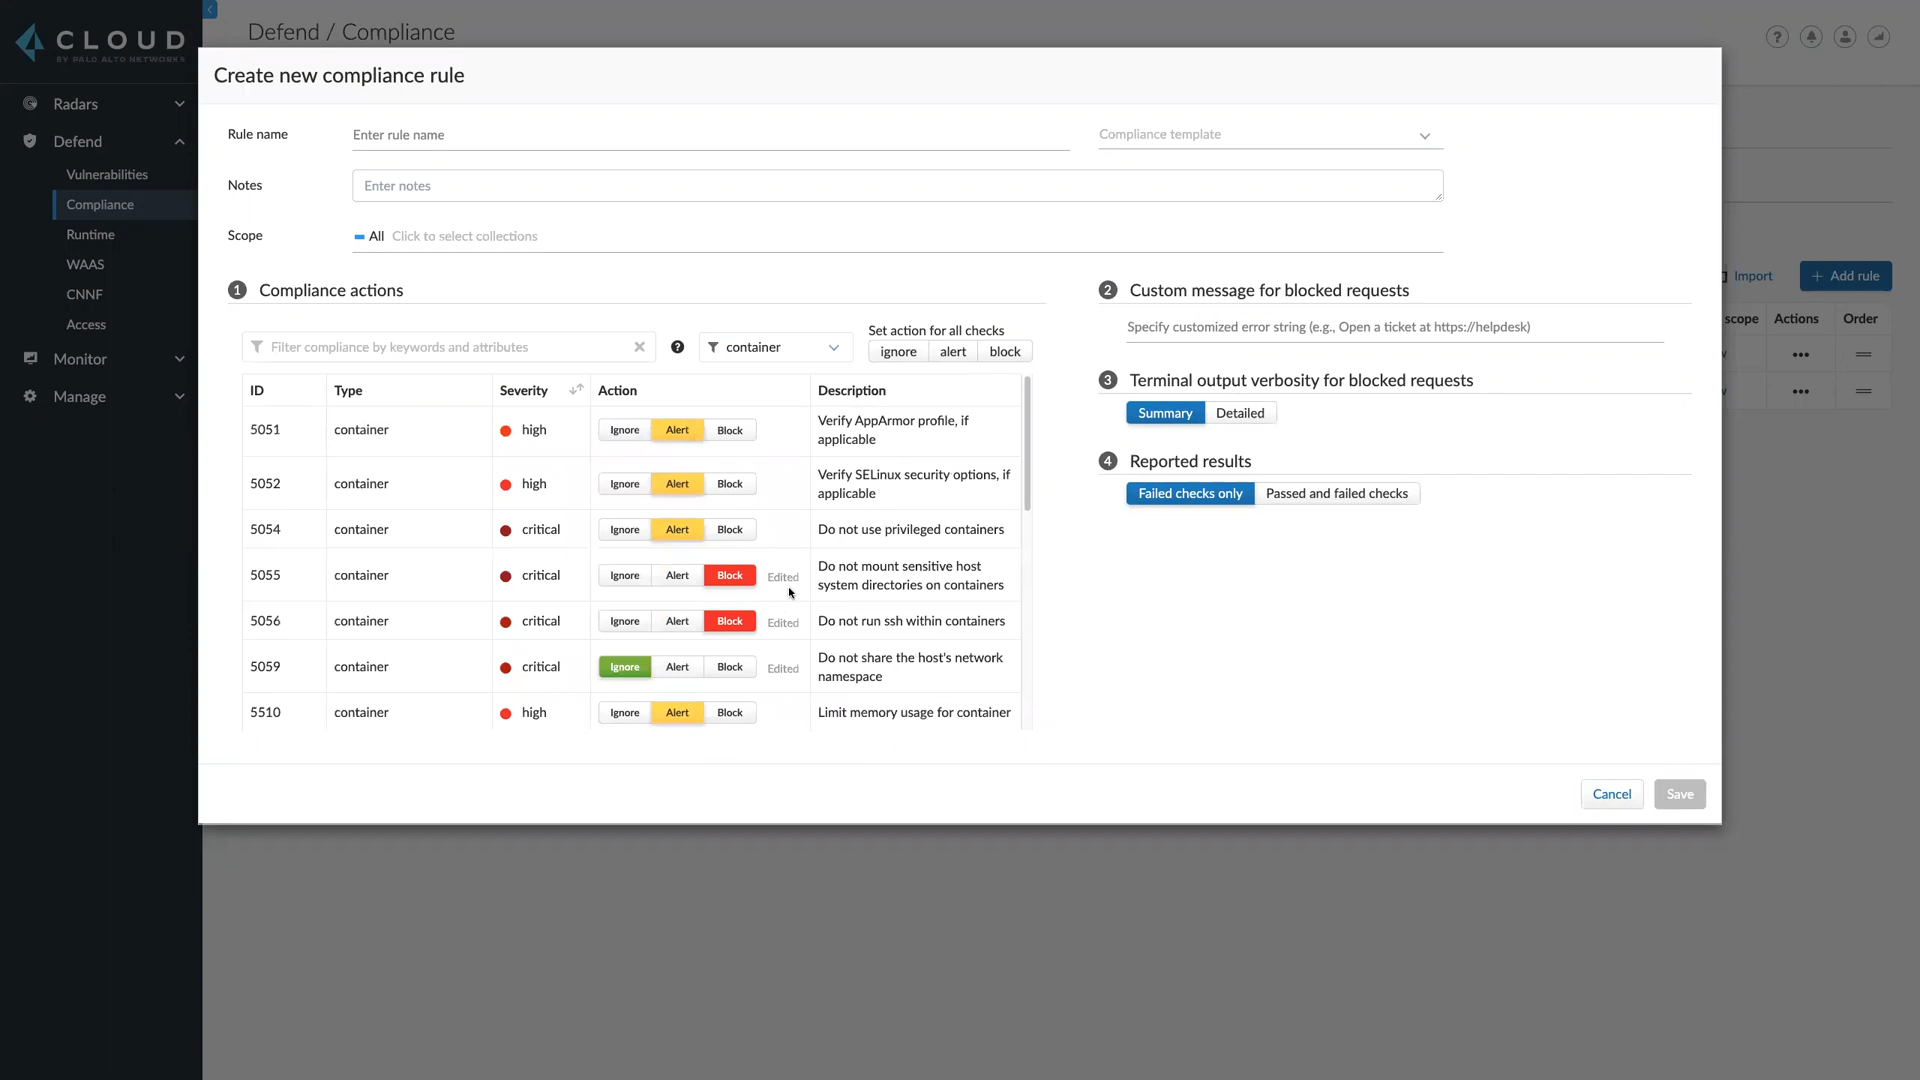 CLOUD
BY PALO ALTO NETWORKS
Radars
Defend
Vulnerabilities
Compliance
Runtime
WAAS
CNNF
Access
Monitor
Manage
Defend / Compliance
Create new compliance rule
Rule name
Enter rule name
Compliance template
Notes
Enter notes
Scope
All Click to select collections
1 Compliance actions
Filter compliance by keywords and attributes
container
Set action for all checks
ignore alert block
ID Type Severity Action Description
5051 container high Ignore Alert Block Verify AppArmor profile, if
applicable
5052 container high Ignore Alert Block Verify SELinux security options, if
applicable
5054 container critical Ignore Alert Block Do not use privileged containers
5055 container critical Ignore Alert Block Edited Do not mount sensitive host
system directories on containers
5056 container critical Ignore Alert Block Edited Do not run ssh within containers
5059 container critical Ignore Alert Block Edited Do not share the host's network
namespace
5510 container high Ignore Alert Block Limit memory usage for container
2 Custom message for blocked requests
Specify customized error string (e.g., Open a ticket at https://helpdesk)
3 Terminal output verbosity for blocked requests
Summary Detailed
4 Reported results
Failed checks only Passed and failed checks
Cancel Save
Import + Add rule
scope Actions Order